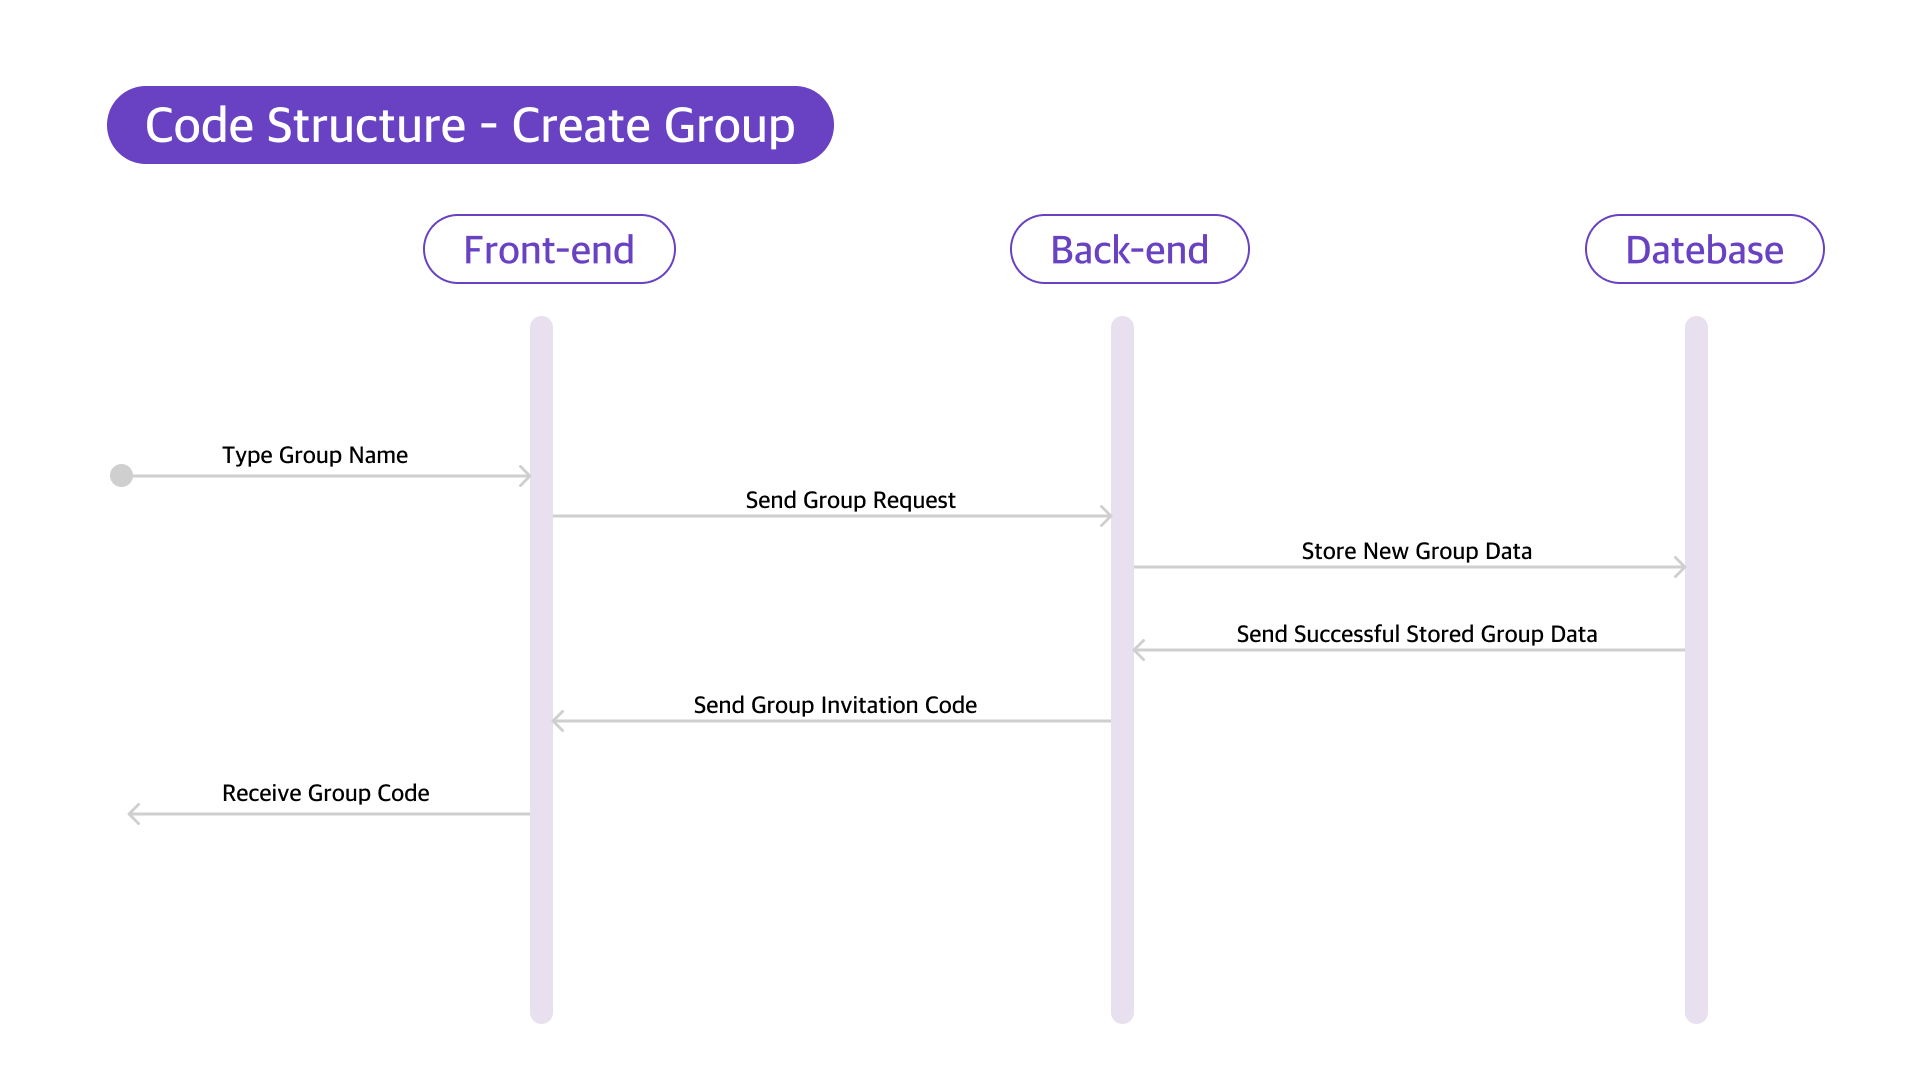 Code Structure - Create Group
Front-end
Back-end
Datebase
Type Group Name
Send Group Request
Store New Group Data
Send Successful Stored Group Data
Send Group Invitation Code
Receive Group Code